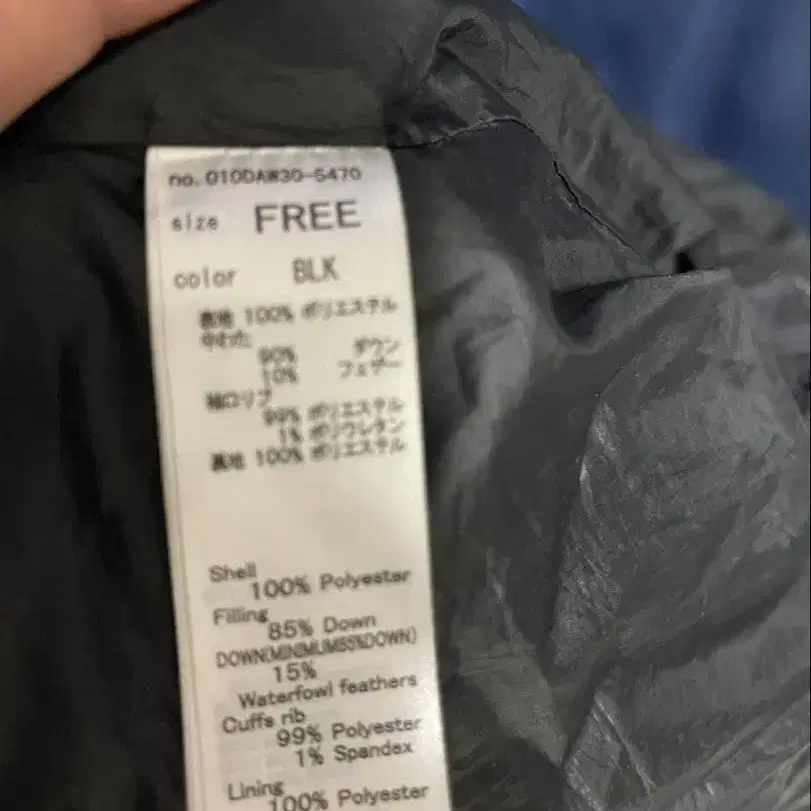 no. 010DAW30-5470
size FREE
color BLK
表地 100% ポリエステル
中わた
90% ダウン
10% フェザー
袖口リブ
99% ポリエステル
1% ポリウレタン
裏地 100% ポリエステル
Shell
100% Polyester
Filling
85% Down
DOWN(MINIMUM85%DOWN)
15%
Waterfowl feathers
Cuffs rib
99% Polyester
1% Spandex
Lining
100% Polyester